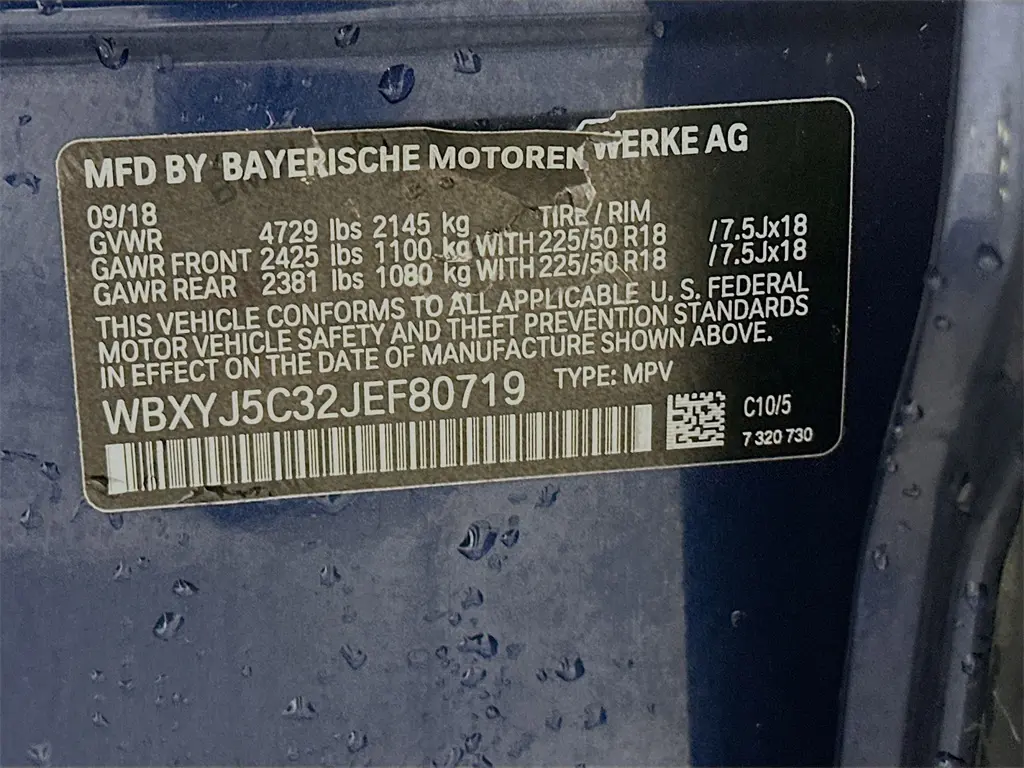 MFD BY BAYERISCHE MOTOREN WERKE AG
09/18 TIRE / RIM
GVWR 4729 lbs 2145 kg
GAWR FRONT 2425 lbs 1100 kg WITH 225/50 R18 / 7.5Jx18
GAWR REAR 2381 lbs 1080 kg WITH 225/50 R18 / 7.5Jx18
THIS VEHICLE CONFORMS TO ALL APPLICABLE U. S. FEDERAL
MOTOR VEHICLE SAFETY AND THEFT PREVENTION STANDARDS
IN EFFECT ON THE DATE OF MANUFACTURE SHOWN ABOVE.
WBXYJ5C32JEF80719 TYPE: MPV
C10/5
7 320 730